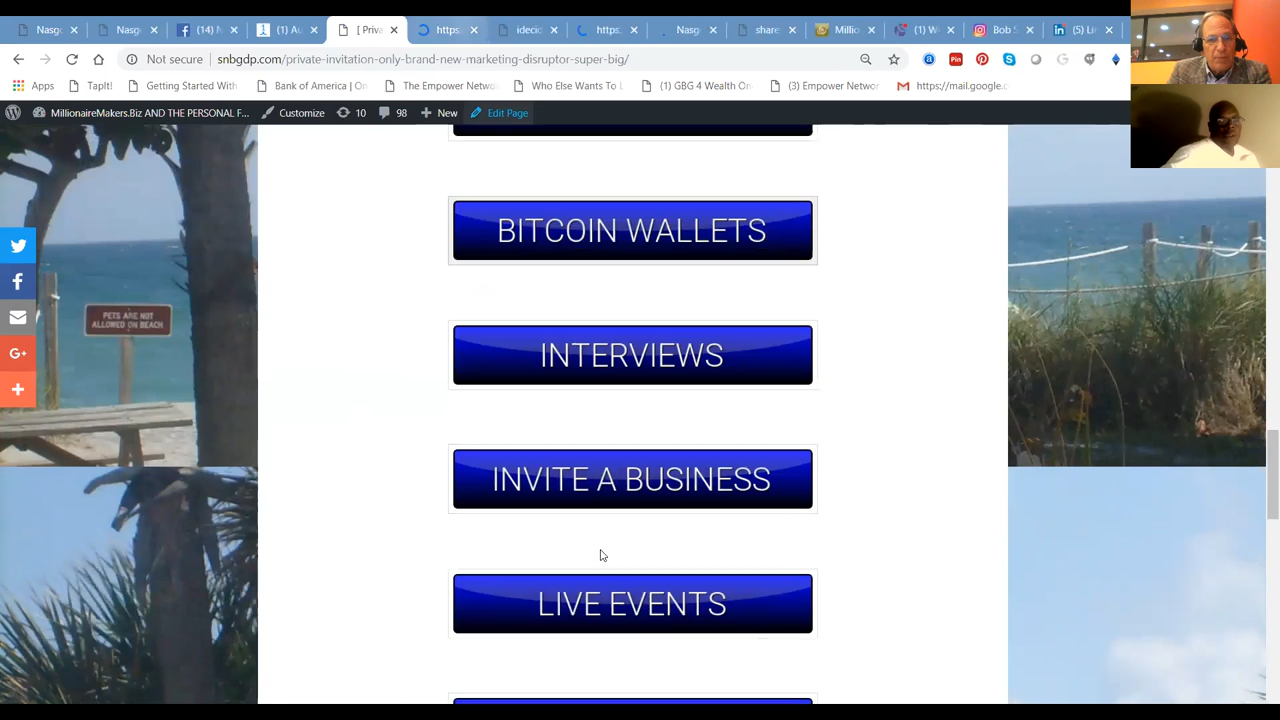 Nasg
Nasg
(14) N
(1) Au
[ Priva
https:
idecic
https:
Nasg
share
Millio
(1) W
Bob S
(5) Li
Not secure
snbgdp.com/private-invitation-only-brand-new-marketing-disruptor-super-big/
Apps
TapIt!
Getting Started With
Bank of America | On
The Empower Netwo
Who Else Wants To L
(1) GBG 4 Wealth On
(3) Empower Networ
https://mail.google.c
MillionaireMakers.Biz AND THE PERSONAL F...
Customize
10
98
New
Edit Page
BITCOIN WALLETS
INTERVIEWS
INVITE A BUSINESS
LIVE EVENTS
PETS ARE NOT
ALLOWED ON BEACH